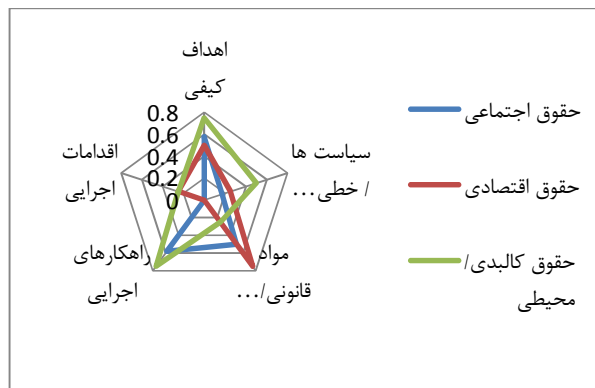 اهداف
کیفی
0.8
0.6
0.4
0.2
0
سیاست ها
/ خطی...
مواد
قانونی/...
راهکارهای
اجرایی
اقدامات
اجرایی
حقوق اجتماعی
حقوق اقتصادی
حقوق کالبدی/
محیطی